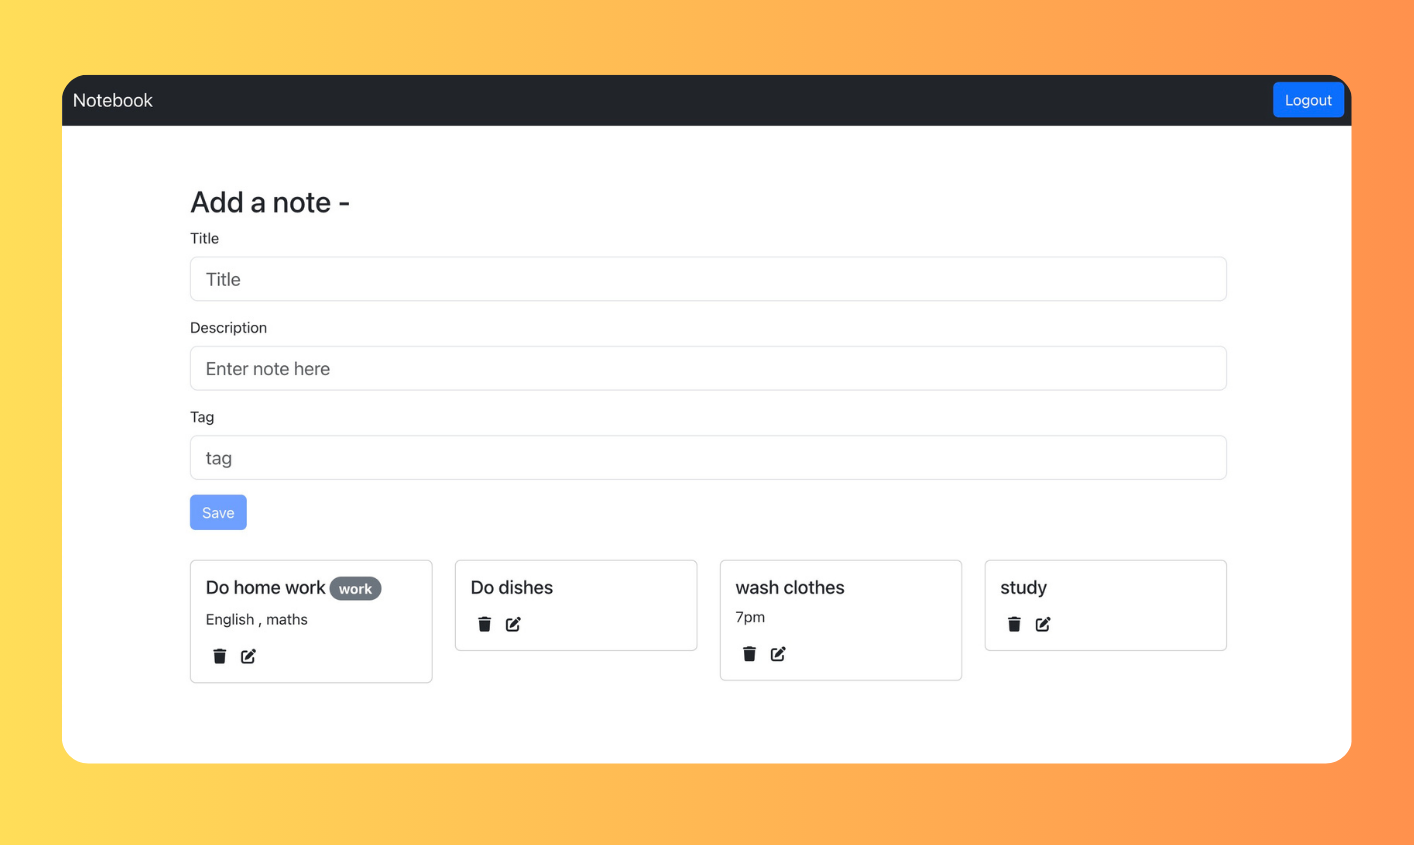 Notebook
Logout
Add a note -
Title
Title
Description
Enter note here
Tag
tag
Save
Do home work work
English , maths
Do dishes
wash clothes
7pm
study